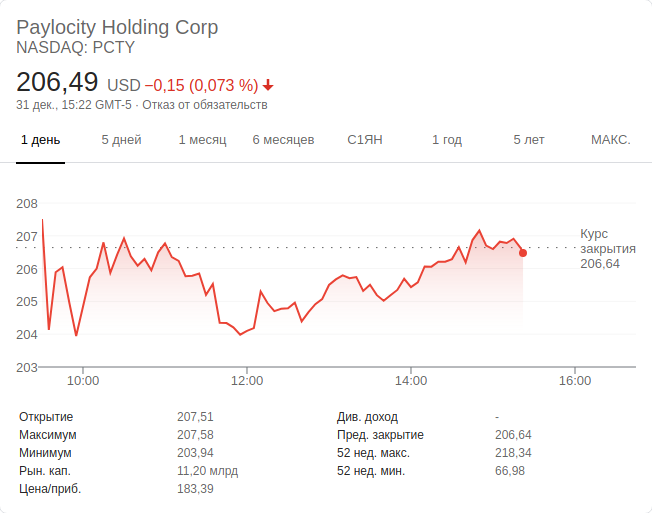 Paylocity Holding Corp
NASDAQ: PCTY
206,49 USD −0,15 (0,073 %)
31 дек., 15:22 GMT-5 · Отказ от обязательств
1 день 5 дней 1 месяц 6 месяцев С1ЯН 1 год 5 лет МАКС.
208
207
206
205
204
203
Курс
закрытия
206,64
10:00 12:00 14:00 16:00
Открытие 207,51 Див. доход -
Максимум 207,58 Пред. закрытие 206,64
Минимум 203,94 52 нед. макс. 218,34
Рын. кап. 11,20 млрд 52 нед. мин. 66,98
Цена/приб. 183,39